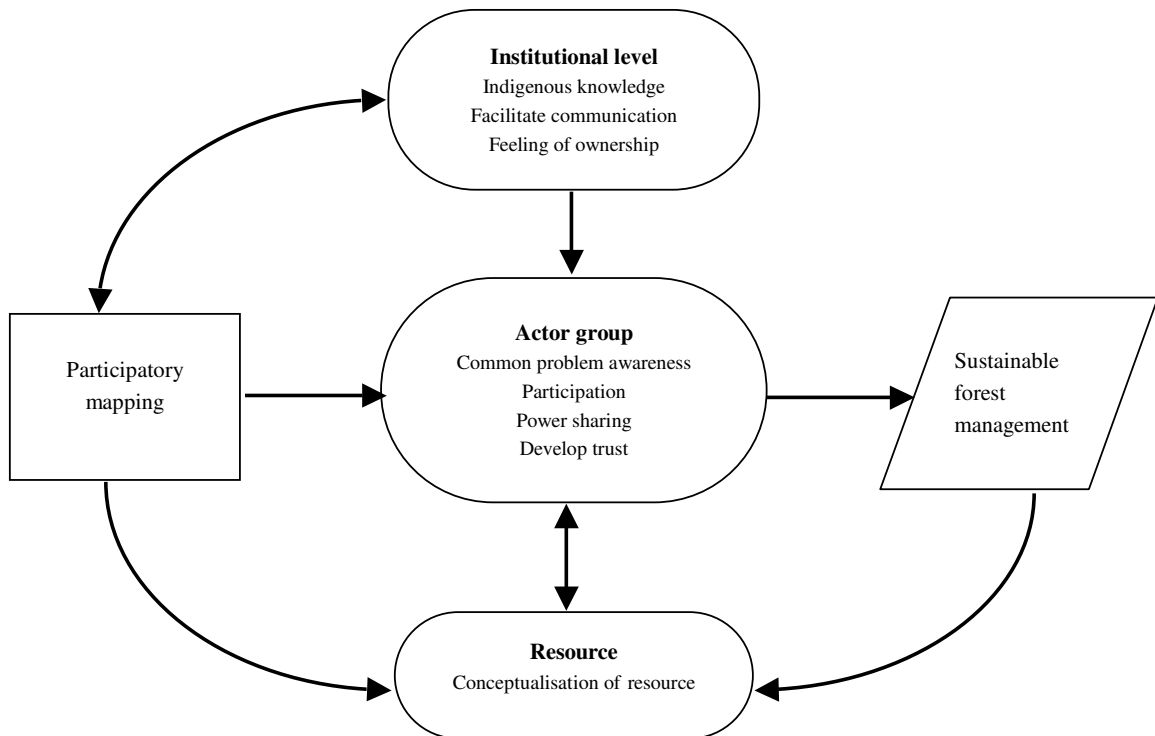 Institutional level
Indigenous knowledge
Facilitate communication
Feeling of ownership
Participatory
mapping
Actor group
Common problem awareness
Participation
Power sharing
Develop trust
Sustainable
forest
management
Resource
Conceptualisation of resource